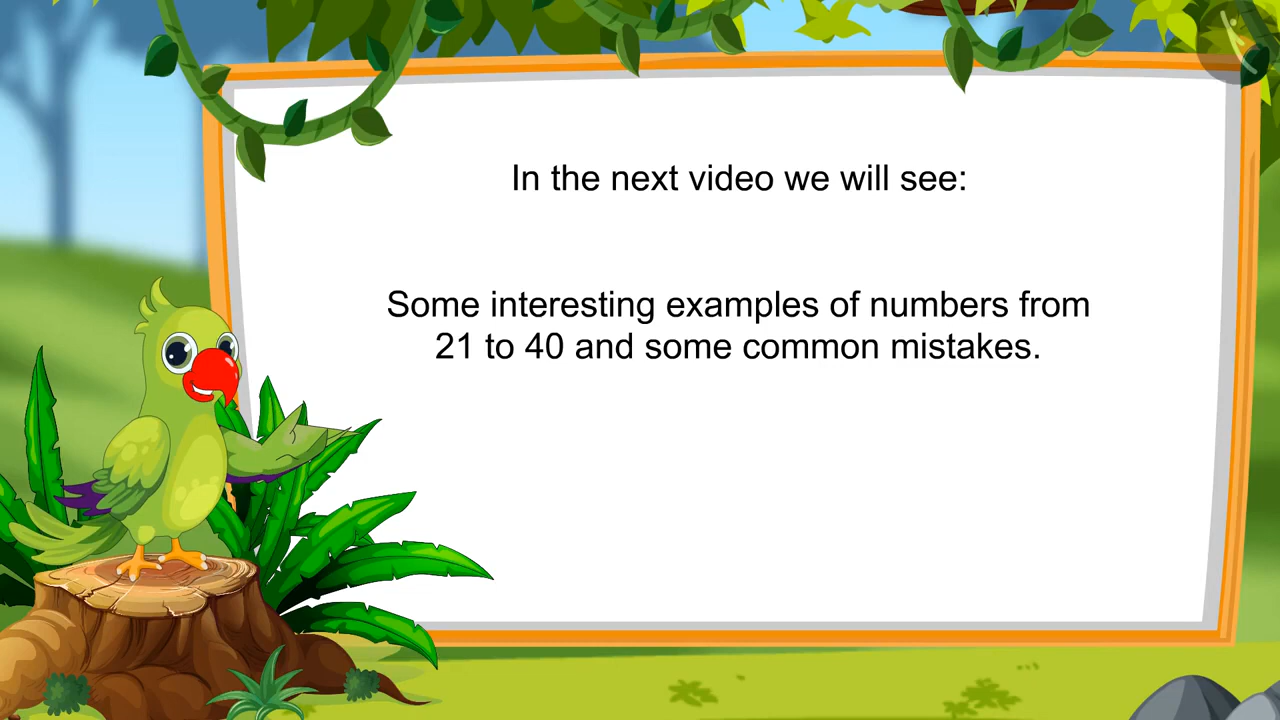 In the next video we will see:
Some interesting examples of numbers from
21 to 40 and some common mistakes.